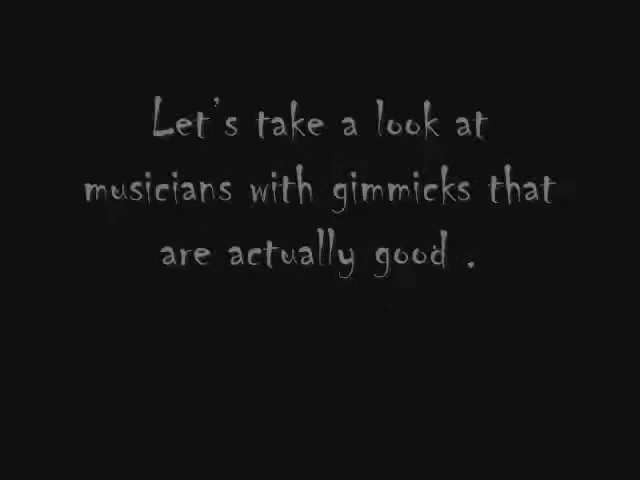 Let's take a look at
musicians with gimmicks that
are actually good .